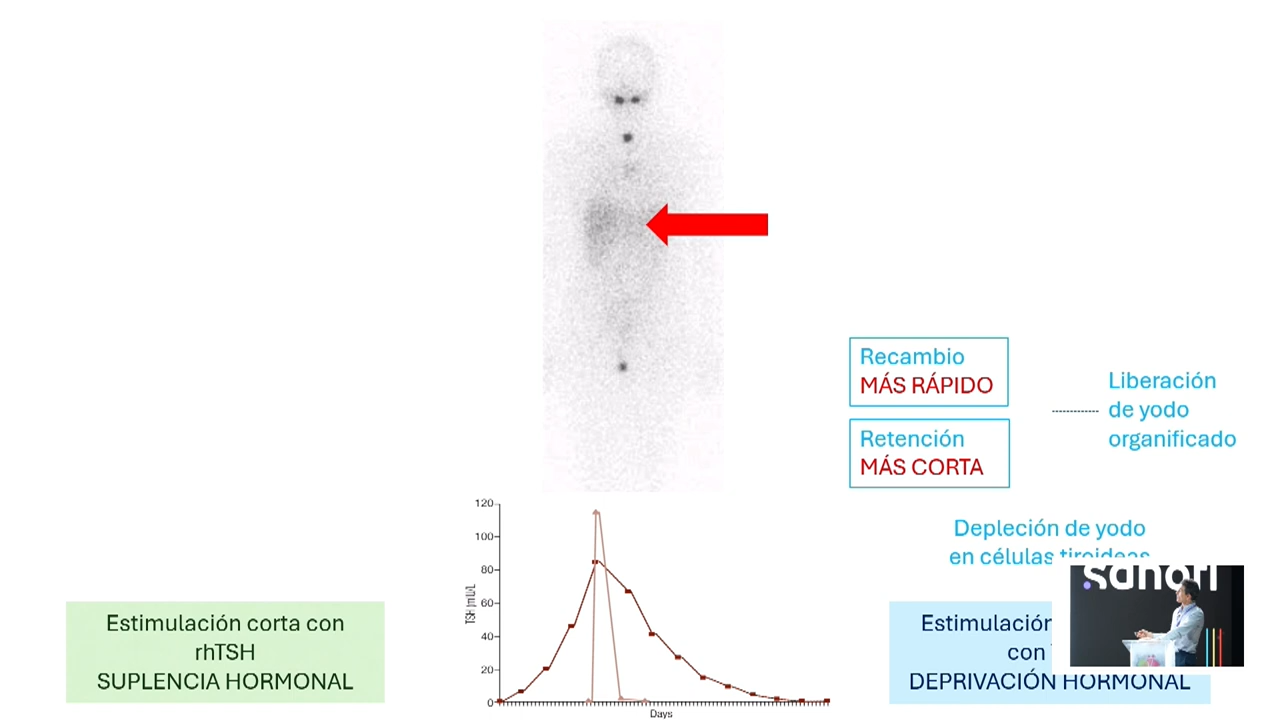 Recambio
MÁS RÁPIDO
Liberación
de yodo
organificado
Retención
MÁS CORTA
Depleción de yodo
en células tiroideas
120
100
80
60
40
20
0
TSH (mIU/L)
Days
Estimulación corta con
rhTSH
SUPLENCIA HORMONAL
Estimulación
con
DEPRIVACIÓN HORMONAL
sanofi